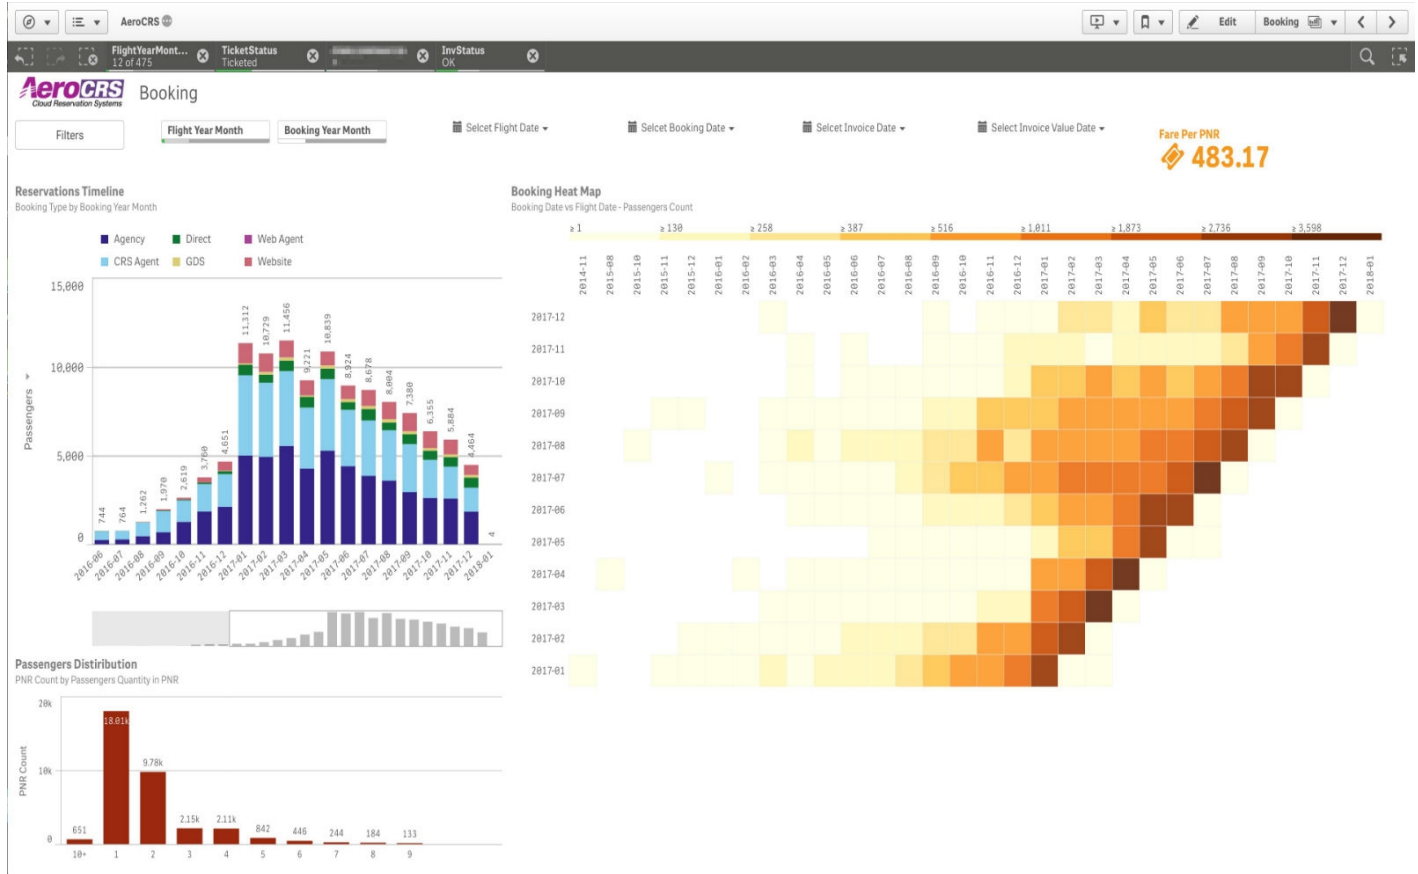 AeroCRS
Edit
Booking
FlightYearMont...
12 of 475
TicketStatus
Ticketed
InvStatus
OK
AeroCRS
Cloud Reservation Systems
Booking
Filters
Flight Year Month
Booking Year Month
Selcet Flight Date
Selcet Booking Date
Selcet Invoice Date
Select Invoice Value Date
Fare Per PNR
483.17
Reservations Timeline
Booking Type by Booking Year Month
Agency
Direct
Web Agent
CRS Agent
GDS
Website
Passengers
15,000
10,000
5,000
0
744
764
1,262
1,970
2,619
3,760
4,651
11,312
10,729
11,456
9,221
10,839
8,924
8,678
8,004
7,380
6,355
5,884
4,464
4
2016-06
2016-07
2016-08
2016-09
2016-10
2016-11
2016-12
2017-01
2017-02
2017-03
2017-04
2017-05
2017-06
2017-07
2017-08
2017-09
2017-10
2017-11
2017-12
2018-01
Passengers Distribution
PNR Count by Passengers Quantity in PNR
PNR Count
20k
10k
0
651
18.01k
9.78k
2.15k
2.11k
842
446
244
184
133
10+
1
2
3
4
5
6
7
8
9
Booking Heat Map
Booking Date vs Flight Date - Passengers Count
≥ 1
≥ 130
≥ 258
≥ 387
≥ 516
≥ 1,011
≥ 1,873
≥ 2,736
≥ 3,598
2014-11
2015-08
2015-10
2015-11
2015-12
2016-01
2016-02
2016-03
2016-04
2016-05
2016-06
2016-07
2016-08
2016-09
2016-10
2016-11
2016-12
2017-01
2017-02
2017-03
2017-04
2017-05
2017-06
2017-07
2017-08
2017-09
2017-10
2017-11
2017-12
2018-01
2017-12
2017-11
2017-10
2017-09
2017-08
2017-07
2017-06
2017-05
2017-04
2017-03
2017-02
2017-01